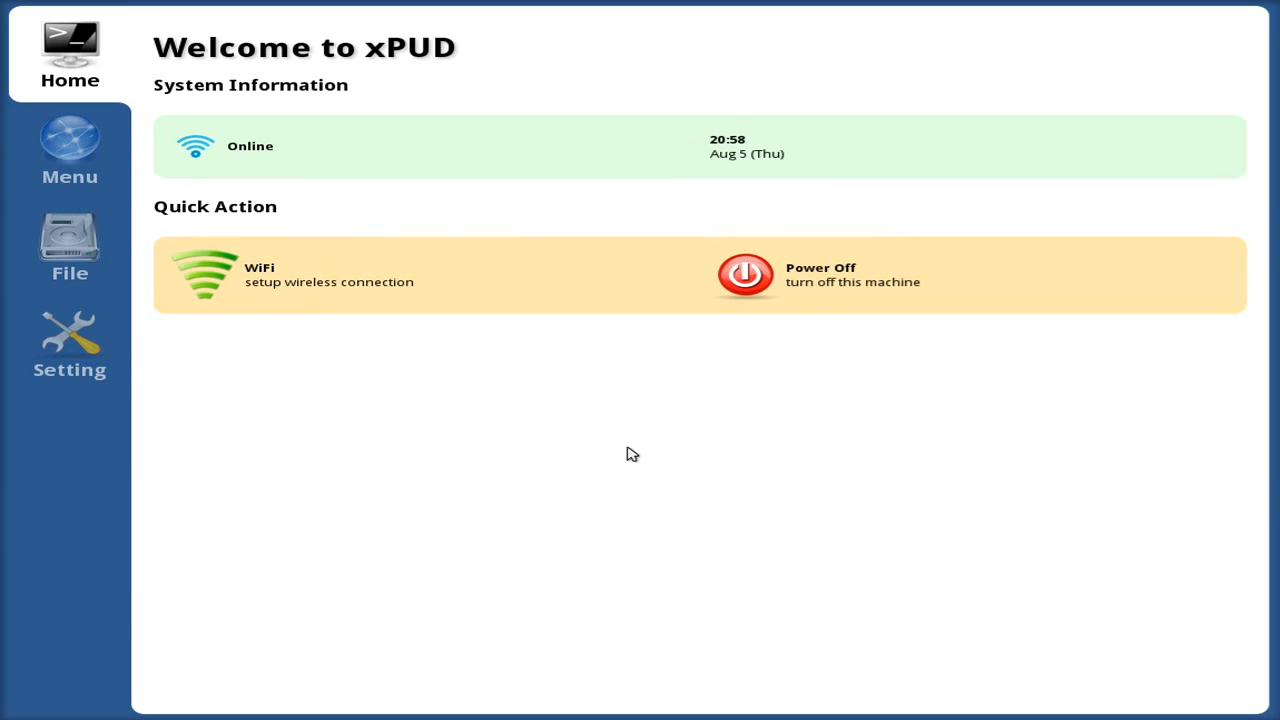 Home
Menu
File
Setting
Welcome to xPUD
System Information
Online
20:58
Aug 5 (Thu)
Quick Action
WiFi
setup wireless connection
Power Off
turn off this machine